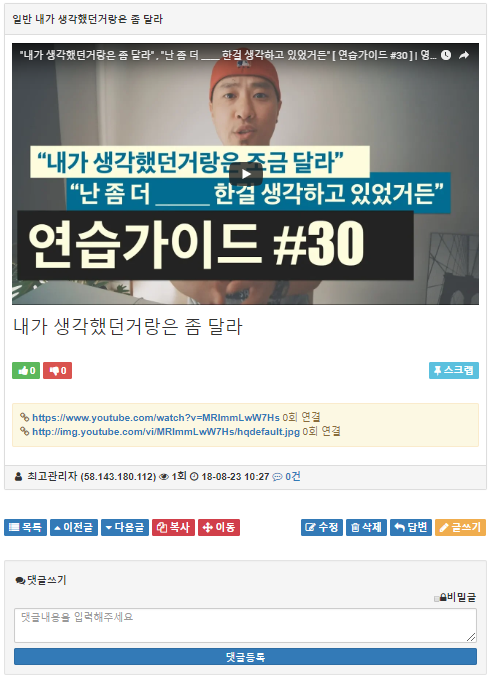 일반 내가 생각했던거랑은 좀 달라
"내가 생각했던거랑은 좀 달라" , "난 좀 더 ____ 한걸 생각하고 있었거든" [ 연습가이드 #30 ] | 영...
"내가 생각했던거랑은 조금 달라"
"난 좀 더 _____ 한걸 생각하고 있었거든"
연습가이드 #30
내가 생각했던거랑은 좀 달라
0 0 스크랩
https://www.youtube.com/watch?v=MRlmmLwW7Hs 0회 연결
http://img.youtube.com/vi/MRlmmLwW7Hs/hqdefault.jpg 0회 연결
최고관리자 (58.143.180.112) 1회 18-08-23 10:27 0건
목록 이전글 다음글 복사 이동 수정 삭제 답변 글쓰기
댓글쓰기
비밀글
댓글내용을 입력해주세요
댓글등록